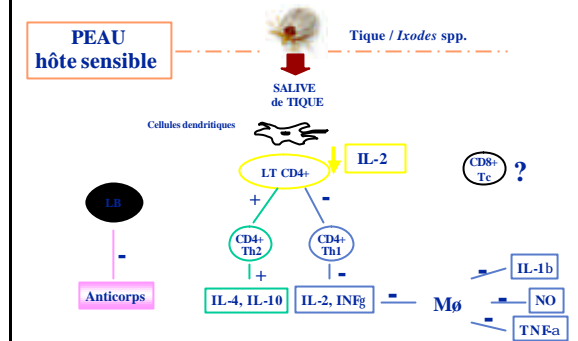 PEAU
hôte sensible
Tique / Ixodes spp.
SALIVE
de TIQUE
Cellules dendritiques
IL-2
LT CD4+
CD8+
Tc
?
LB
+
-
CD4+
Th2
CD4+
Th1
-
+
-
Anticorps
IL-4, IL-10
IL-2, INFg
-
Mø
-
IL-1b
-
NO
-
TNF-a